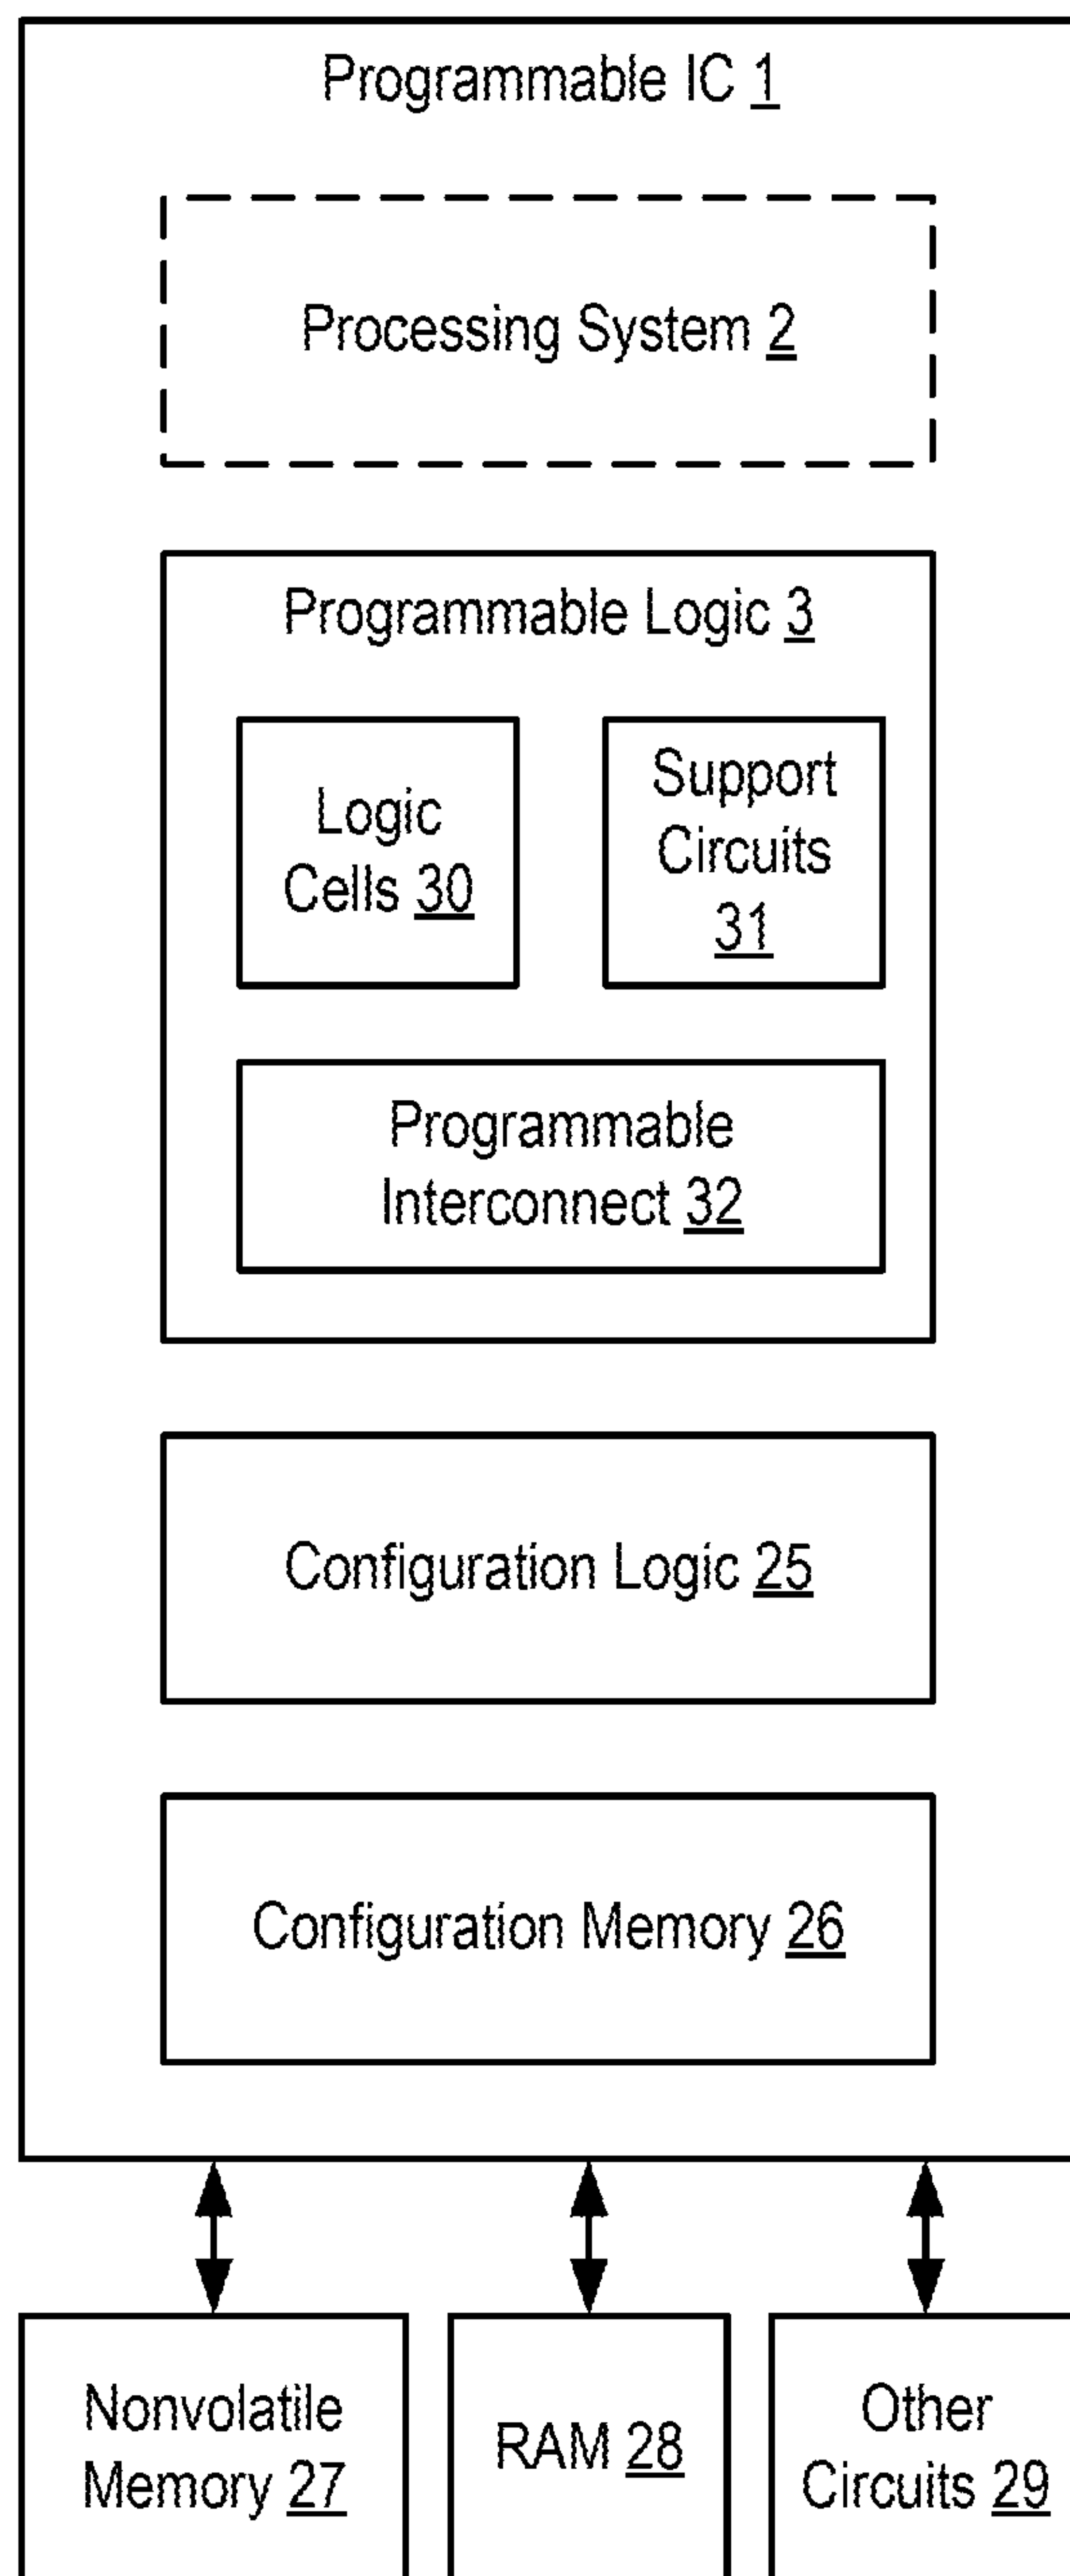 Programmable IC 1
Processing System 2
Programmable Logic 3
Logic
Cells 30
Support
Circuits
31
Programmable
Interconnect 32
Configuration Logic 25
Configuration Memory 26
Nonvolatile
Memory 27
RAM 28
Other
Circuits 29